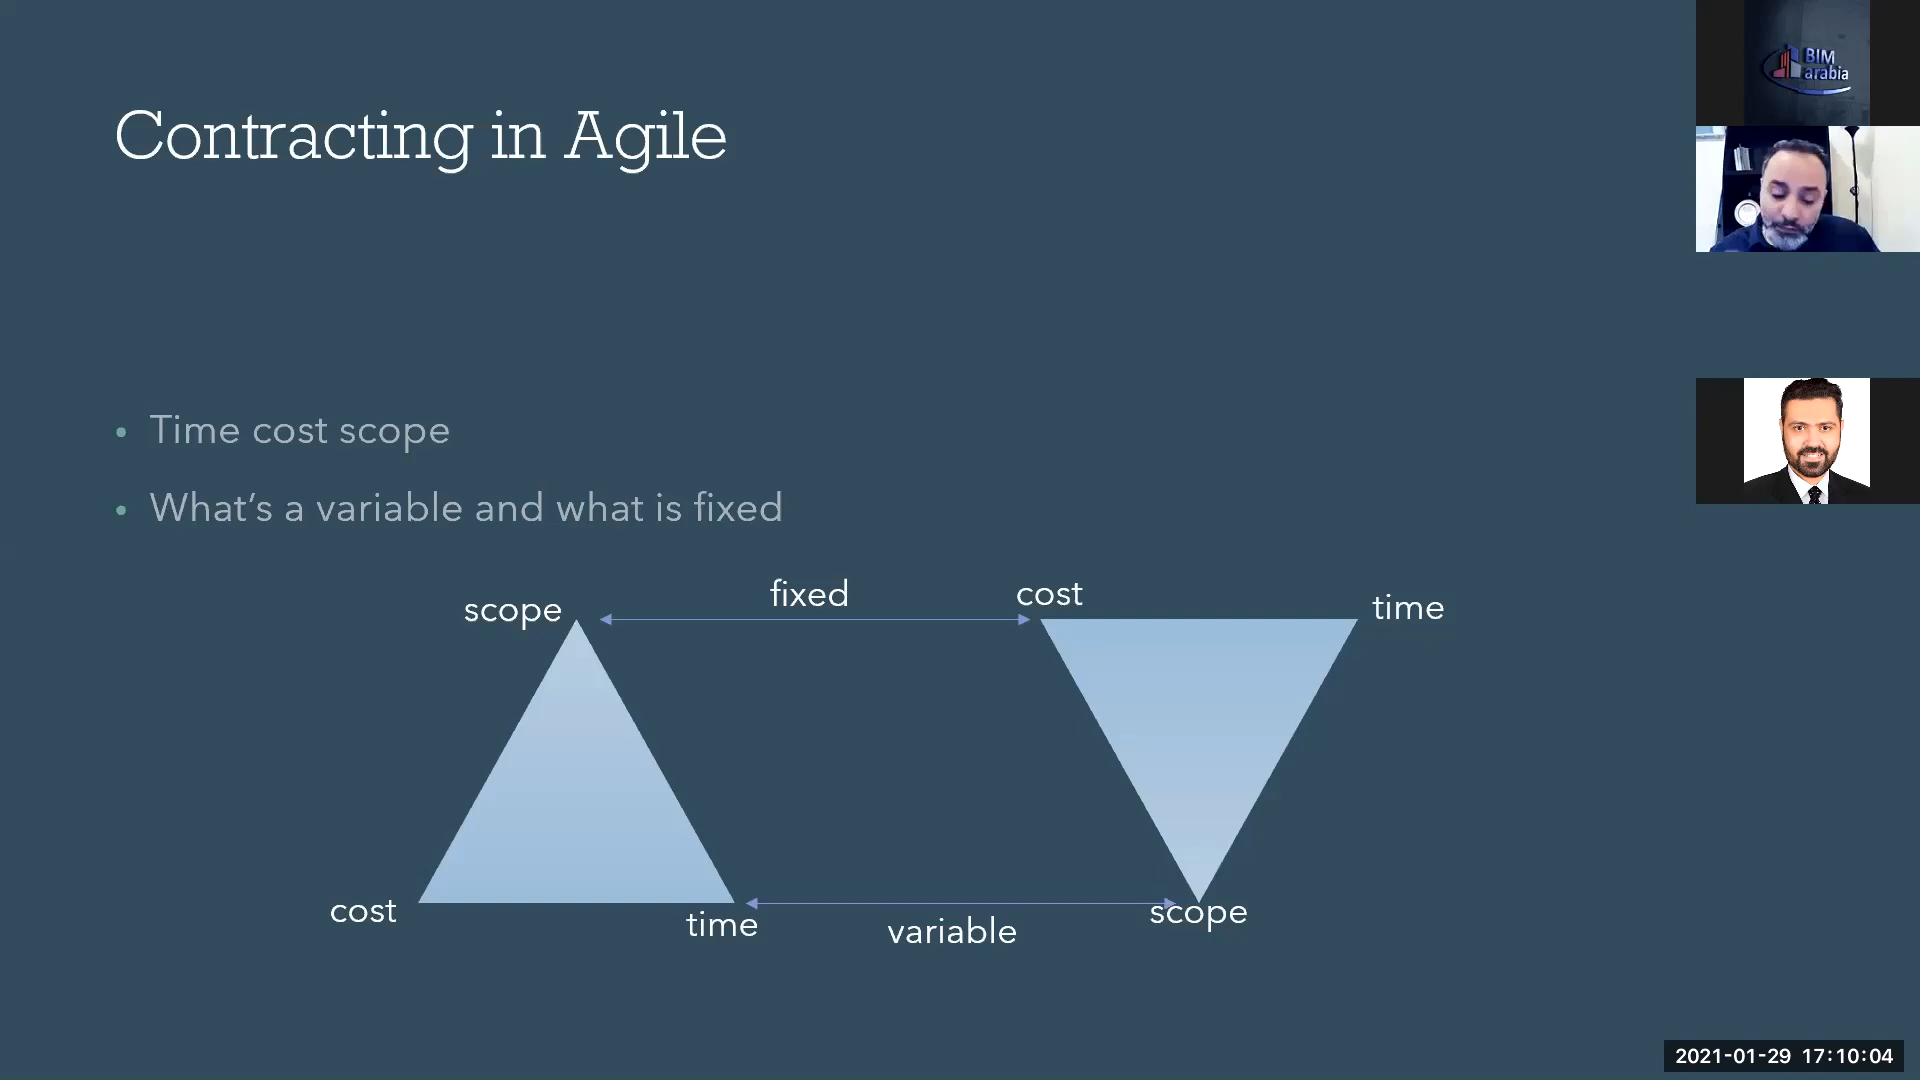 Contracting in Agile
BIM
arabia
• Time cost scope
• What’s a variable and what is fixed
scope
fixed
cost
time
cost
time
variable
scope
2021-01-29 17:10:04